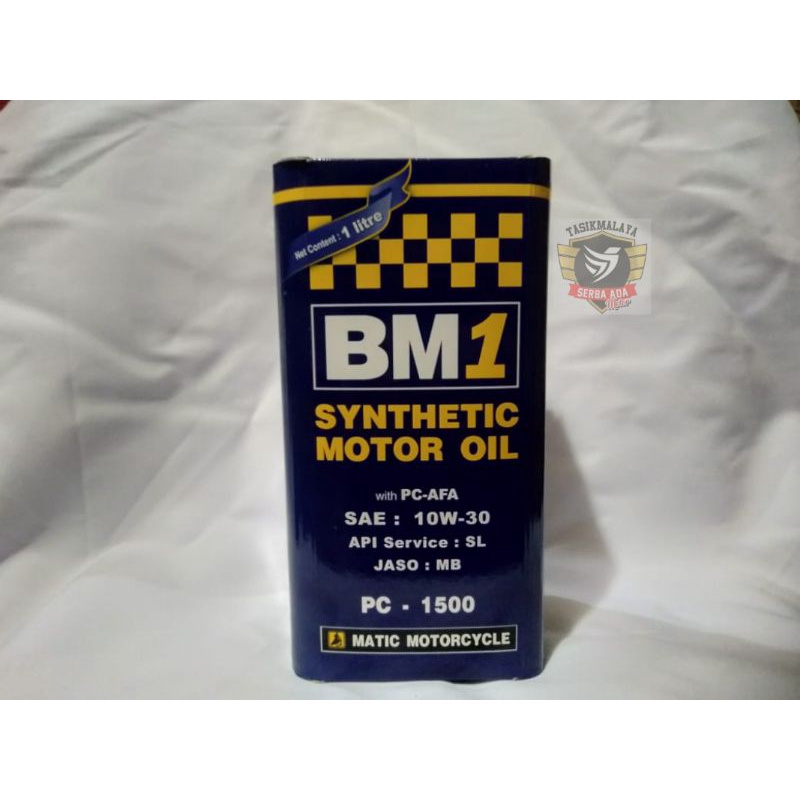 Net Content : 1 litre
BM1
SYNTHETIC
MOTOR OIL
with PC-AFA
SAE : 10W-30
API Service : SL
JASO : MB
PC - 1500
MATIC MOTORCYCLE
TASIKMALAYA
SERBA ADA